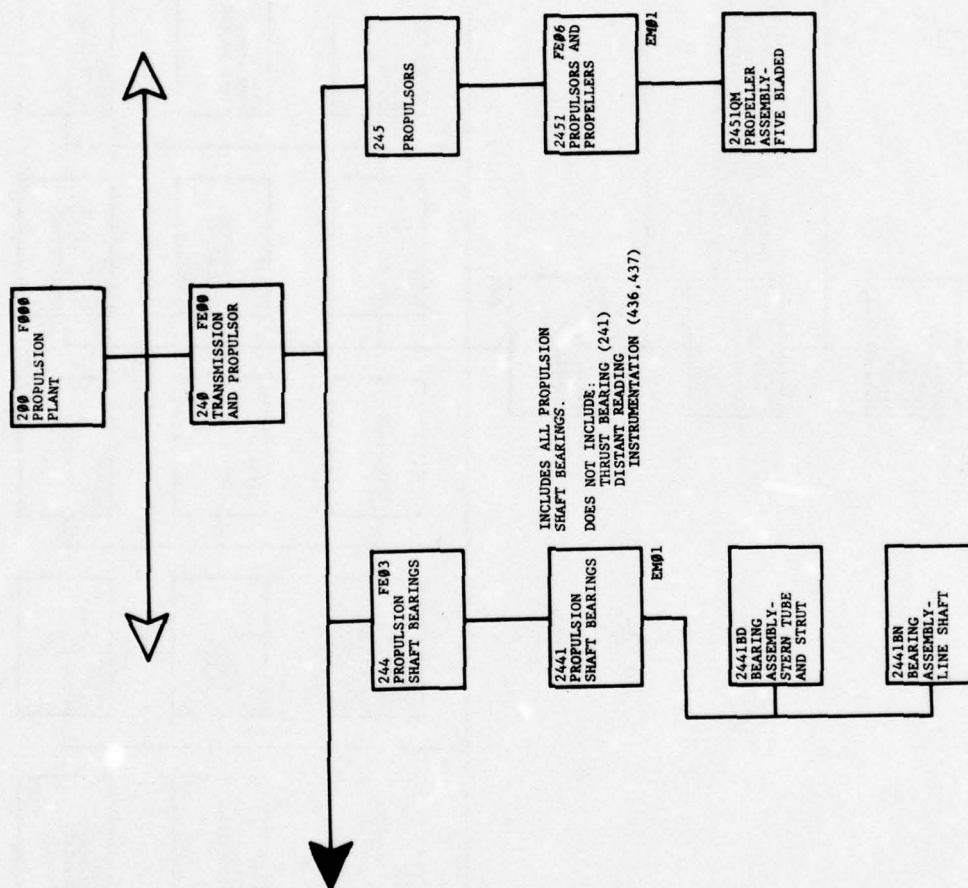 200 F000
PROPULSION
PLANT
240 FE00
TRANSMISSION
AND PROPULSOR
244 FE03
PROPULSION
SHAFT BEARINGS
245
PROPULSORS
2441
PROPULSION
SHAFT BEARINGS
EM01
INCLUDES ALL PROPULSION
SHAFT BEARINGS.
DOES NOT INCLUDE:
THRUST BEARING (241)
DISTANT READING
INSTRUMENTATION (436,437)
2451 FE06
PROPULSORS AND
PROPELLERS
EM01
2441BD
BEARING
ASSEMBLY-
STERN TUBE
AND STRUT
2451QM
PROPELLER
ASSEMBLY-
FIVE BLADED
2441BN
BEARING
ASSEMBLY-
LINE SHAFT